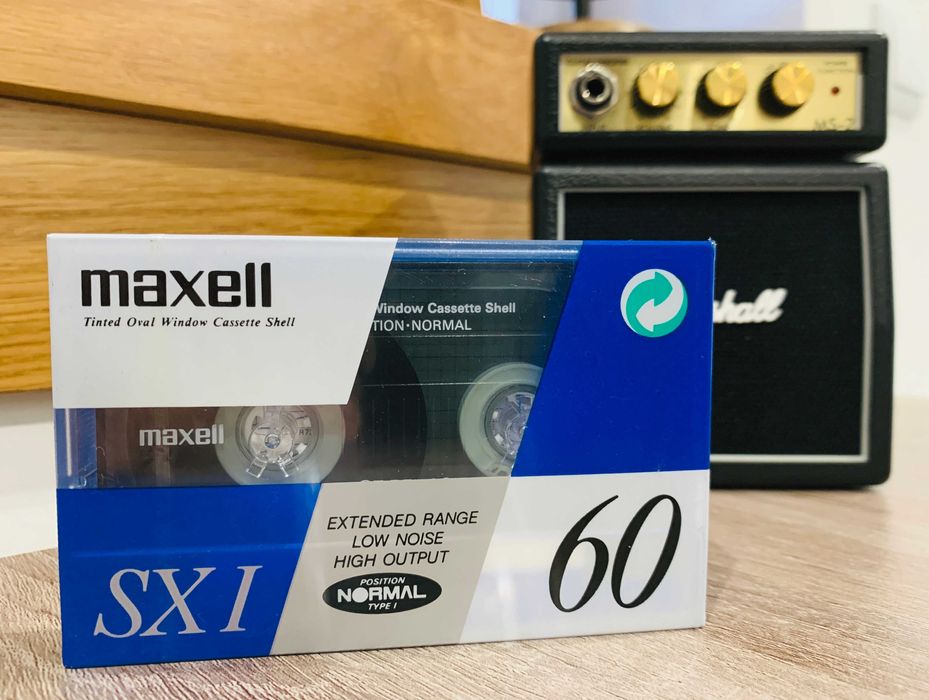 maxell
Tinted Oval Window Cassette Shell
Window Cassette Shell
TION·NORMAL
maxell
EXTENDED RANGE
LOW NOISE
HIGH OUTPUT
POSITION
NORMAL
TYPE I
SX I
60
MS-2
hall